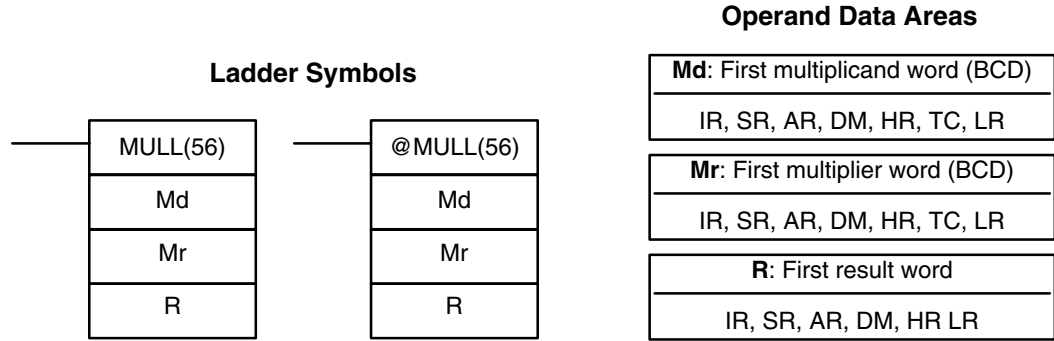 Ladder Symbols
MULL(56)
Md
Mr
R
@MULL(56)
Md
Mr
R
Operand Data Areas
Md: First multiplicand word (BCD)
IR, SR, AR, DM, HR, TC, LR
Mr: First multiplier word (BCD)
IR, SR, AR, DM, HR, TC, LR
R: First result word
IR, SR, AR, DM, HR LR